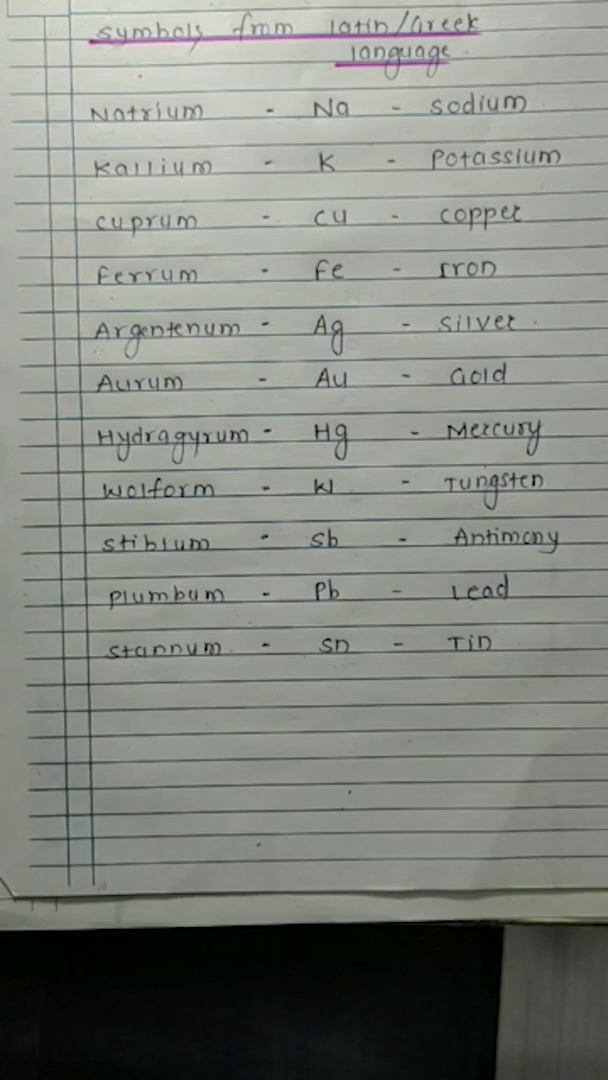 symbols from latin/Greek
language
Natrium - Na - sodium
Kallium - K - Potassium
cuprum - cu - copper
Ferrum - Fe - Iron
Argentenum - Ag - silver.
Aurum - Au - Gold
Hydragyrum - Hg - Mercury
Wolform - W - Tungsten
stibium - sb - Antimony
Plumbum - Pb - Lead
stannum. - sn - Tin